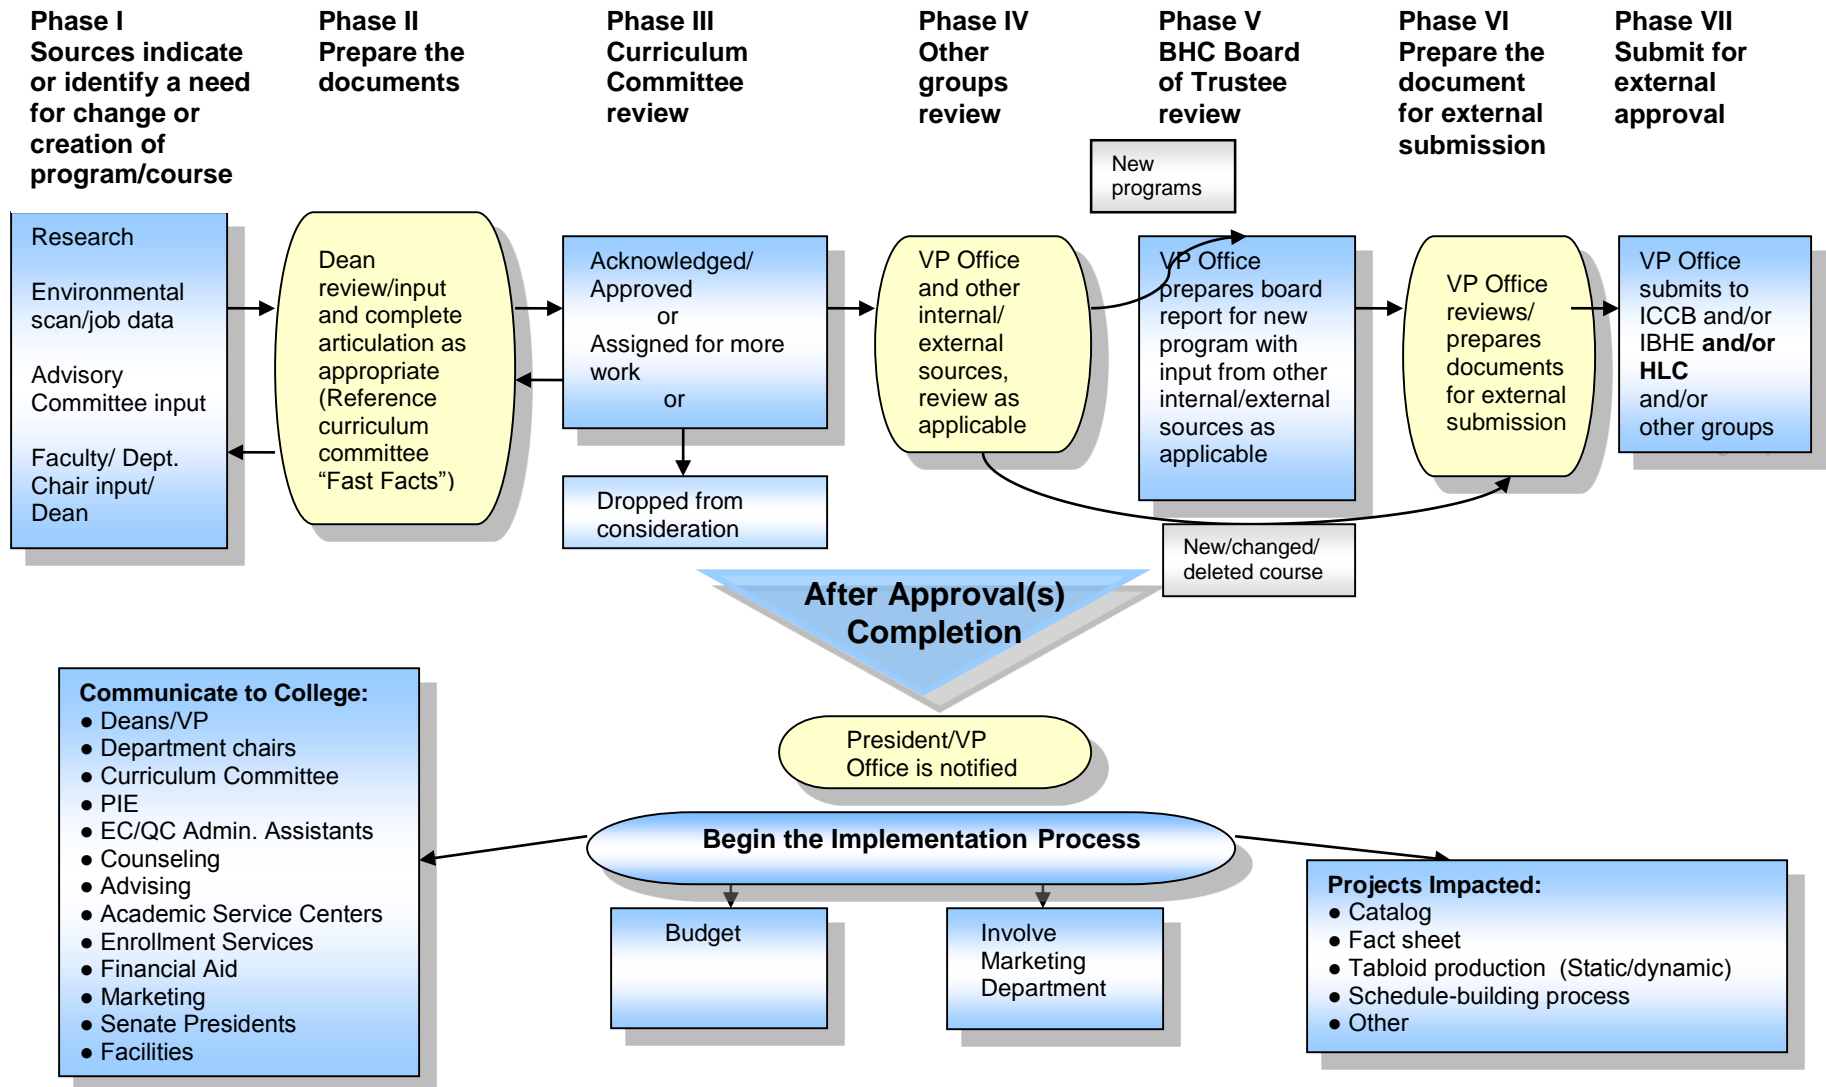 Phase I
Sources indicate
or identify a need
for change or
creation of
program/course
Phase II
Prepare the
documents
Phase III
Curriculum
Committee
review
Phase IV
Other
groups
review
Phase V
BHC Board
of Trustee
review
Phase VI
Prepare the
document
for external
submission
Phase VII
Submit for
external
approval
New
programs
Research
Environmental
scan/job data
Advisory
Committee input
Faculty/ Dept.
Chair input/
Dean
Dean
review/input
and complete
articulation as
appropriate
(Reference
curriculum
committee
“Fast Facts”)
Acknowledged/
Approved
or
Assigned for more
work
or
Dropped from
consideration
VP Office
and other
internal/
external
sources,
review as
applicable
VP Office
prepares board
report for new
program with
input from other
internal/external
sources as
applicable
New/changed/
deleted course
VP Office
reviews/
prepares
documents
for external
submission
VP Office
submits to
ICCB and/or
IBHE and/or
HLC
and/or
other groups
After Approval(s)
Completion
President/VP
Office is notified
Begin the Implementation Process
Communicate to College:
● Deans/VP
● Department chairs
● Curriculum Committee
● PIE
● EC/QC Admin. Assistants
● Counseling
● Advising
● Academic Service Centers
● Enrollment Services
● Financial Aid
● Marketing
● Senate Presidents
● Facilities
Budget
Involve
Marketing
Department
Projects Impacted:
● Catalog
● Fact sheet
● Tabloid production (Static/dynamic)
● Schedule-building process
● Other